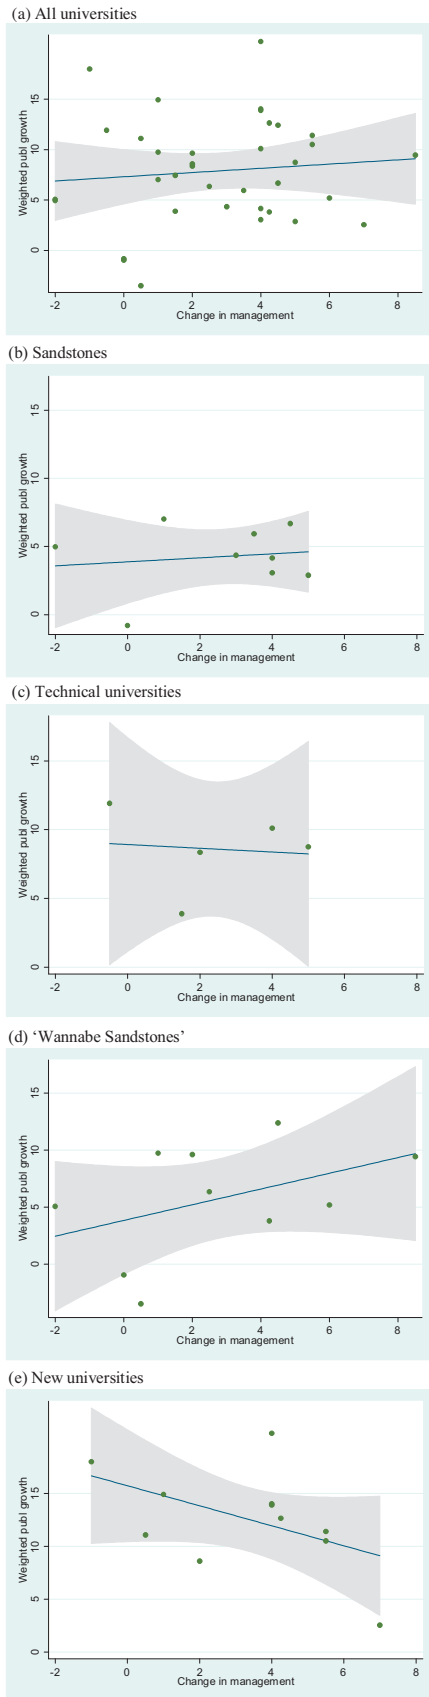 (a) All universities
Weighted publ growth
15
10
5
0
-2 0 2 4 6 8
Change in management
(b) Sandstones
Weighted publ growth
15
10
5
0
-2 0 2 4 6 8
Change in management
(c) Technical universities
Weighted publ growth
15
10
5
0
-2 0 2 4 6 8
Change in management
(d) ‘Wannabe Sandstones’
Weighted publ growth
15
10
5
0
-2 0 2 4 6 8
Change in management
(e) New universities
Weighted publ growth
15
10
5
0
-2 0 2 4 6 8
Change in management